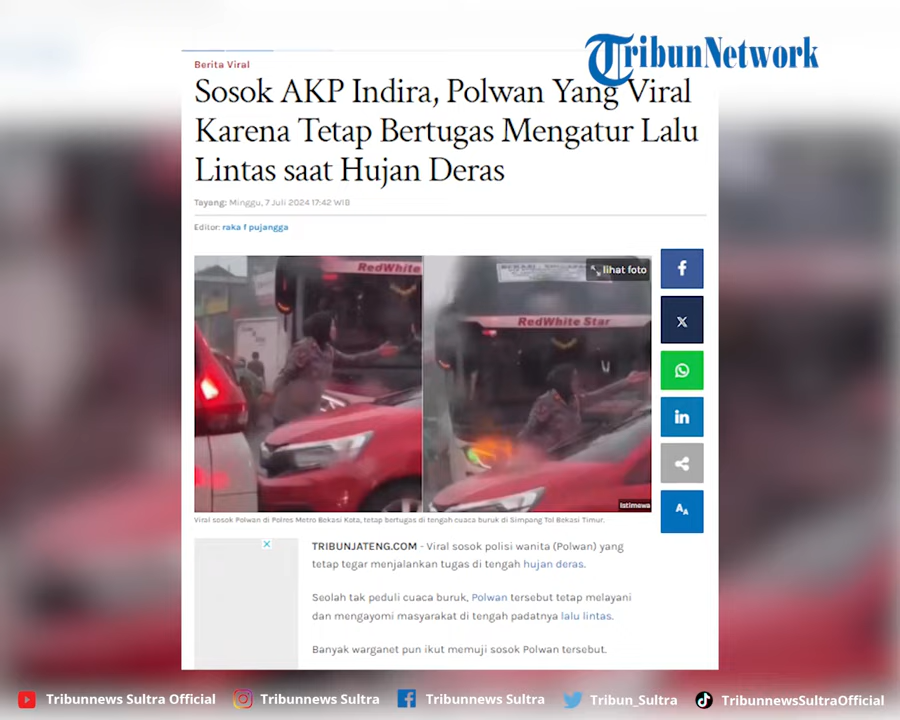 TribunNetwork
Berita Viral
Sosok AKP Indira, Polwan Yang Viral
Karena Tetap Bertugas Mengatur Lalu
Lintas saat Hujan Deras
Tayang: Minggu, 7 Juli 2024 17:42 WIB
Editor: raka f pujangga
lihat foto
RedWhite
RedWhite Star
Istimewa
Viral sosok Polwan di Polres Metro Bekasi Kota, tetap bertugas di tengah cuaca buruk di Simpang Tol Bekasi Timur.
TRIBUNJATENG.COM - Viral sosok polisi wanita (Polwan) yang
tetap tegar menjalankan tugas di tengah hujan deras.
Seolah tak peduli cuaca buruk, Polwan tersebut tetap melayani
dan mengayomi masyarakat di tengah padatnya lalu lintas.
Banyak warganet pun ikut memuji sosok Polwan tersebut.
Tribunnews Sultra Official
Tribunnews Sultra
Tribunnews Sultra
Tribun_Sultra
TribunnewsSultraOfficial